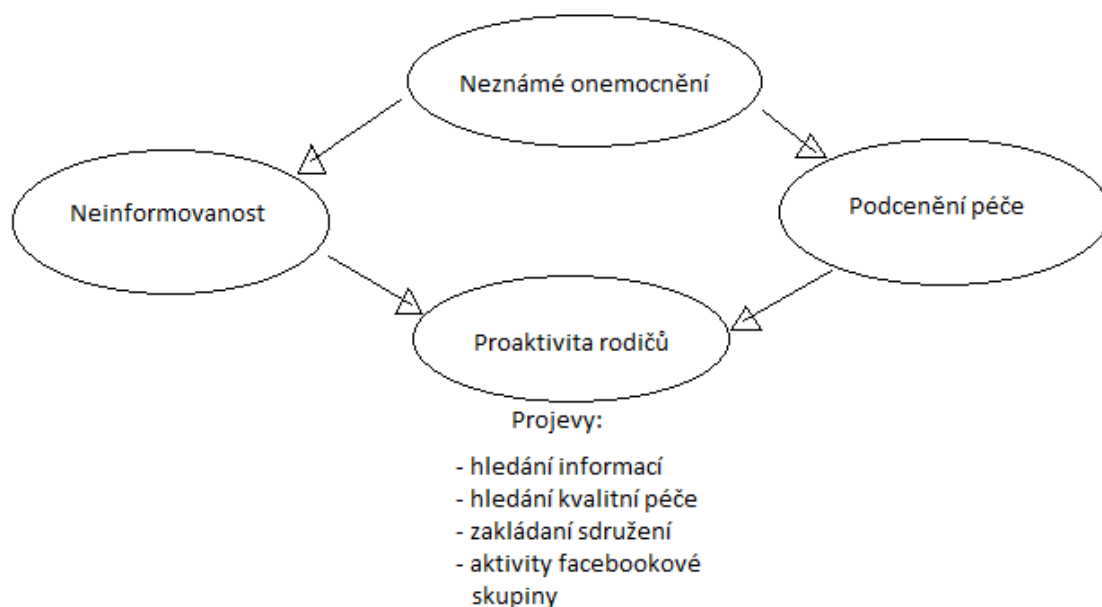 Neznámé onemocnění
Neinformovanost
Podcenění péče
Proaktivita rodičů
Projevy:
- hledání informací
- hledání kvalitní péče
- zakládaní sdružení
- aktivity facebookové
skupiny